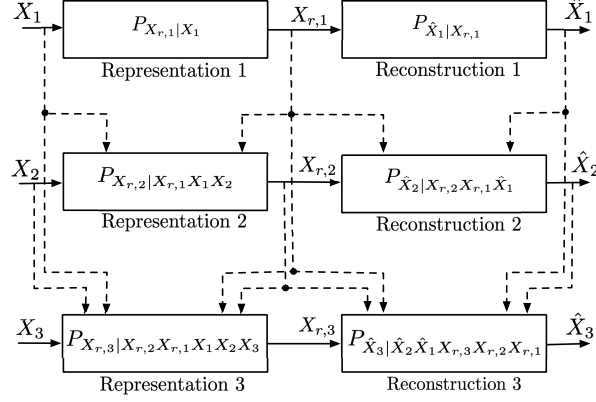 X_1 P_{X_{r,1}|X_1} X_{r,1} P_{\hat{X}_1|X_{r,1}} \hat{X}_1
Representation 1 Reconstruction 1
X_2 P_{X_{r,2}|X_{r,1}X_1X_2} X_{r,2} P_{\hat{X}_2|X_{r,2}X_{r,1}\hat{X}_1} \hat{X}_2
Representation 2 Reconstruction 2
X_3 P_{X_{r,3}|X_{r,2}X_{r,1}X_1X_2X_3} X_{r,3} P_{\hat{X}_3|\hat{X}_2\hat{X}_1X_{r,3}X_{r,2}X_{r,1}} \hat{X}_3
Representation 3 Reconstruction 3